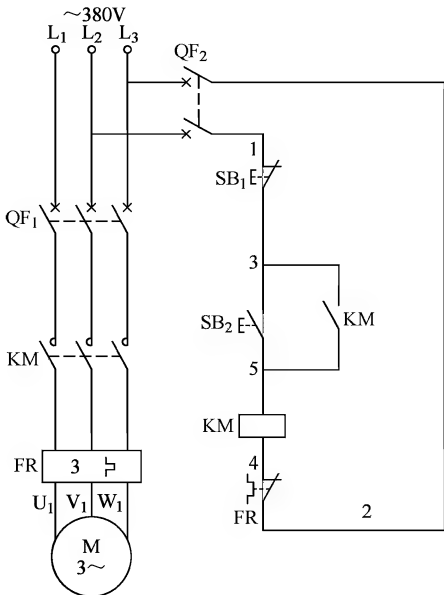 ~380V
L₁ L₂ L₃
QF₂
1
SB₁
QF₁
3
SB₂
KM
5
KM
KM
4
FR 3
U₁ V₁ W₁
FR
2
M
3~